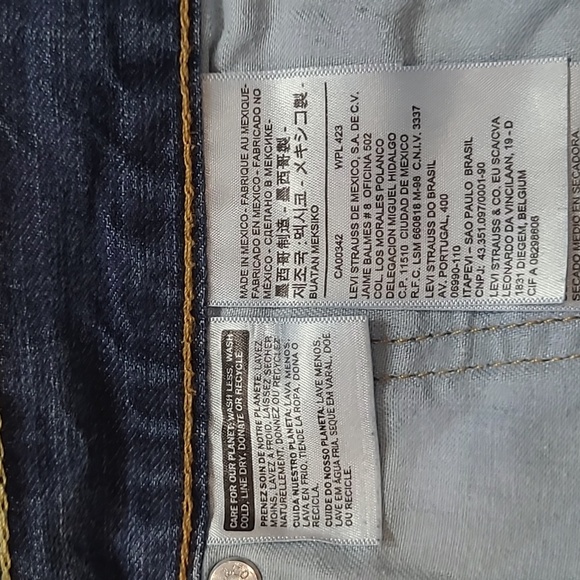 MADE IN MEXICO - FABRIQUE AU MEXIQUE-
FABRICADO EN MEXICO - FABRICADO NO
MEXICO - СДЕЛАНО В МЕКСИКЕ-
墨西哥制造 - 墨西哥製 -
제조국 : 멕시코 - メキシコ製 -
BUATAN MEKSIKO
CA00342 WPL 423
LEVI STRAUSS DE MEXICO, S.A. DE C.V.
JAIME BALMES # 8 OFICINA 502
COL. LOS MORALES POLANCO
DELEGACION MIGUEL HIDALGO
C.P. 11510 CIUDAD DE MEXICO
R.F.C. LSM 660818 M-98 C.N.I.V. 3337
LEVI STRAUSS DO BRASIL
AV. PORTUGAL, 400
06690-110
ITAPEVI - SAO PAULO BRASIL
CNPJ: 43.351.097/0001-90
LEVI STRAUSS & CO. EU SCA/CVA
LEONARDO DA VINCILAAN, 19 - D
1831 DIEGEM, BELGIUM
CIF A 08298606
SECADO MEDIO EN SECADORA
CARE FOR OUR PLANET: WASH LESS, WASH
COLD, LINE DRY, DONATE OR RECYCLE
PRENEZ SOIN DE NOTRE PLANETE: LAVEZ
MOINS, LAVEZ A FROID, LAISSEZ SECHER
NATURELLEMENT, DONNEZ OU RECYCLEZ
CUIDA NUESTRO PLANETA: LAVA MENOS,
LAVA EN FRIO, TIENDE LA ROPA, DONA O
RECICLA.
CUIDE DO NOSSO PLANETA: LAVE MENOS,
LAVE EM AGUA FRIA, SEQUE EM VARAL, DOE
OU RECICLE.